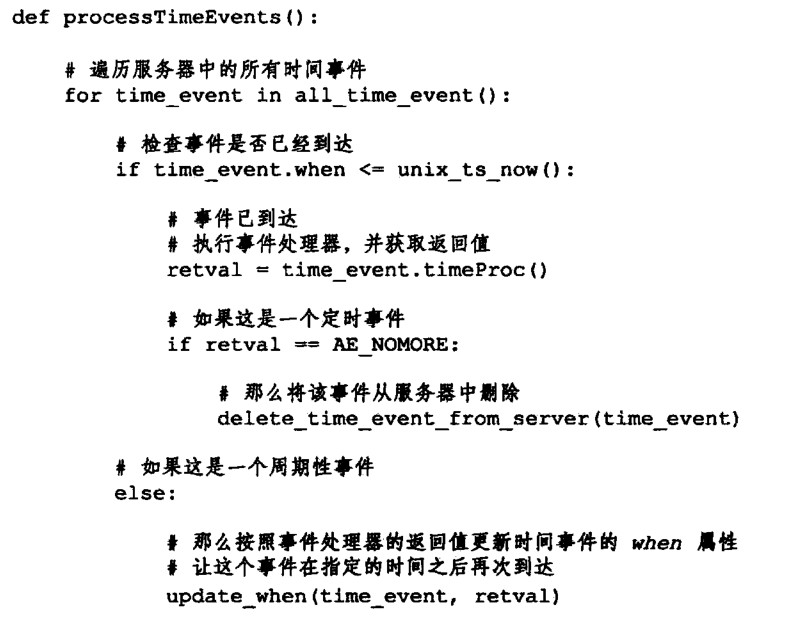 def processTimeEvents():
    # 遍历服务器中的所有时间事件
    for time_event in all_time_event():
        # 检查事件是否已经到达
        if time_event.when <= unix_ts_now():
            # 事件已到达
            # 执行事件处理器，并获取返回值
            retval = time_event.timeProc()
            # 如果这是一个定时事件
            if retval == AE_NOMORE:
                # 那么将该事件从服务器中删除
                delete_time_event_from_server(time_event)
        # 如果这是一个周期性事件
        else:
            # 那么按照事件处理器的返回值更新时间事件的 when 属性
            # 让这个事件在指定的时间之后再次到达
            update_when(time_event, retval)